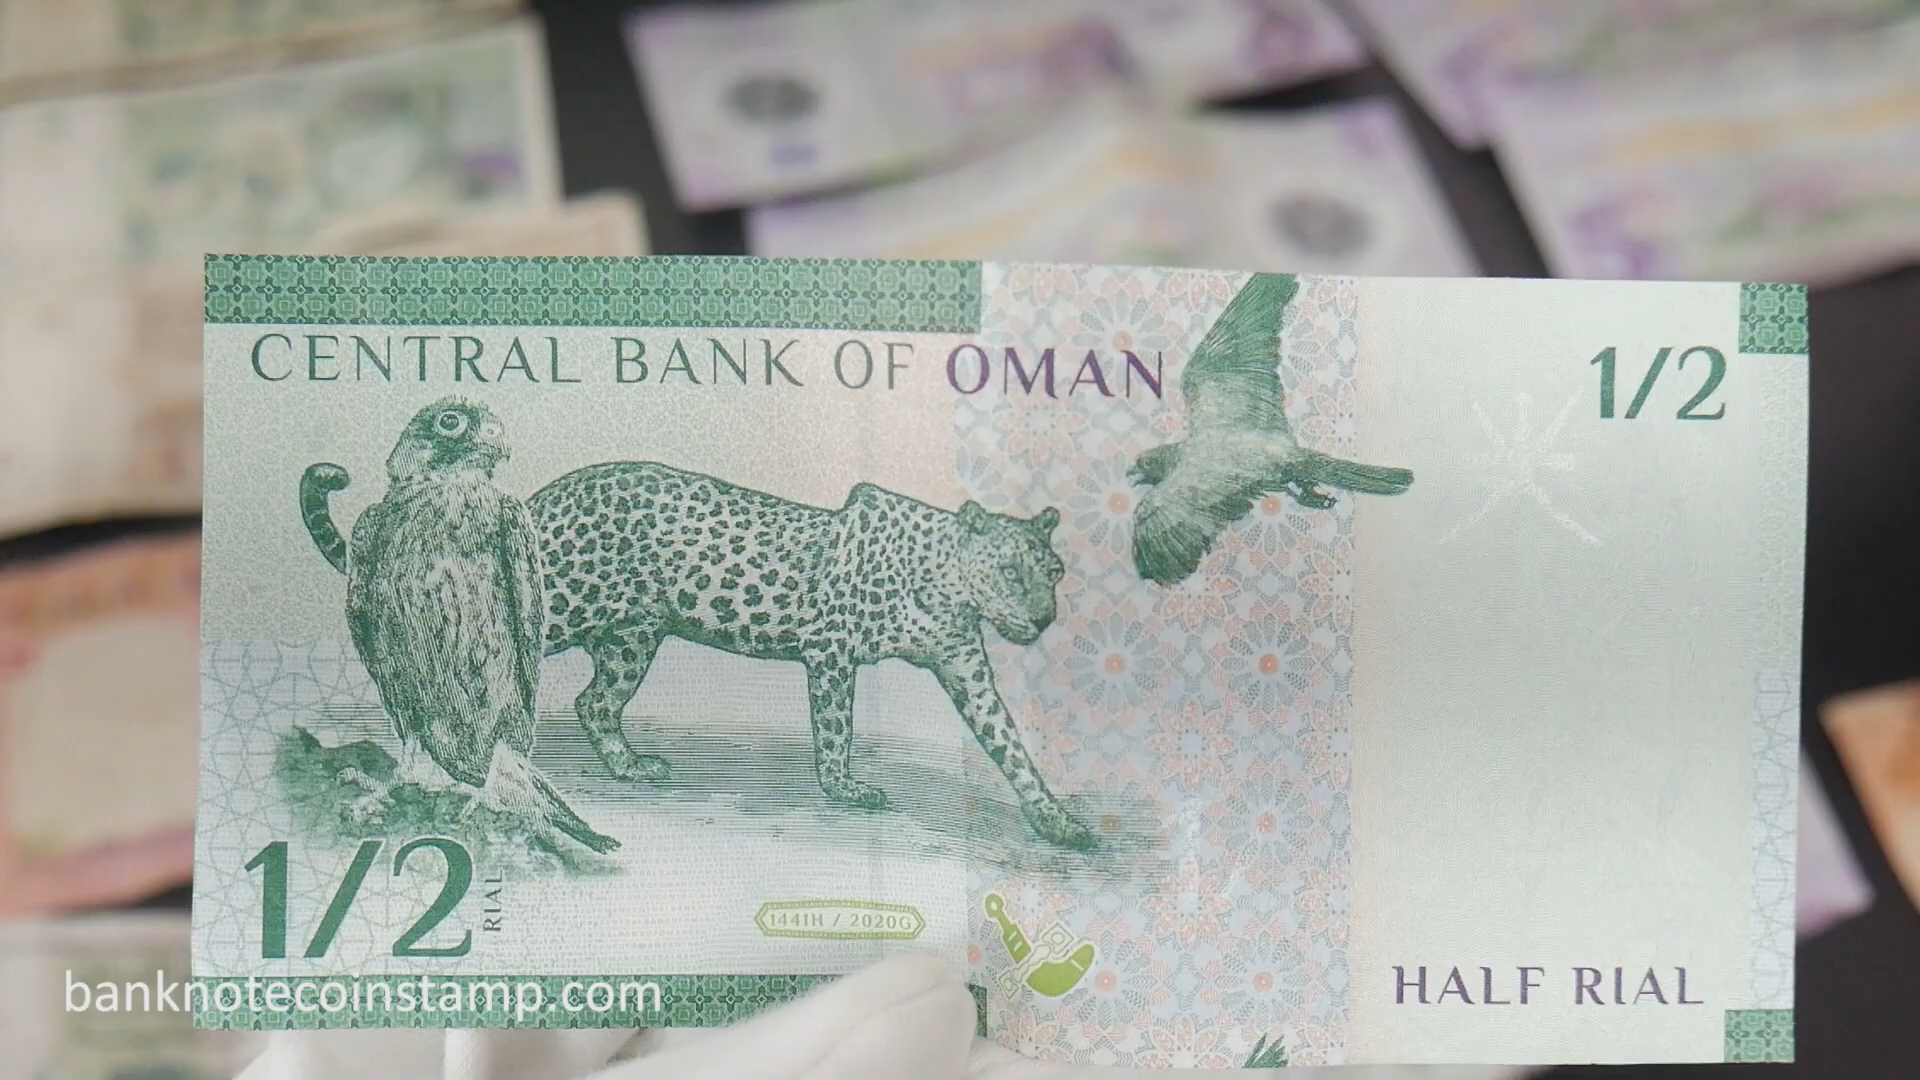 CENTRAL BANK OF OMAN
1/2
1/2
RIAL
1441H / 2020G
HALF RIAL
banknotecoinstamp.com